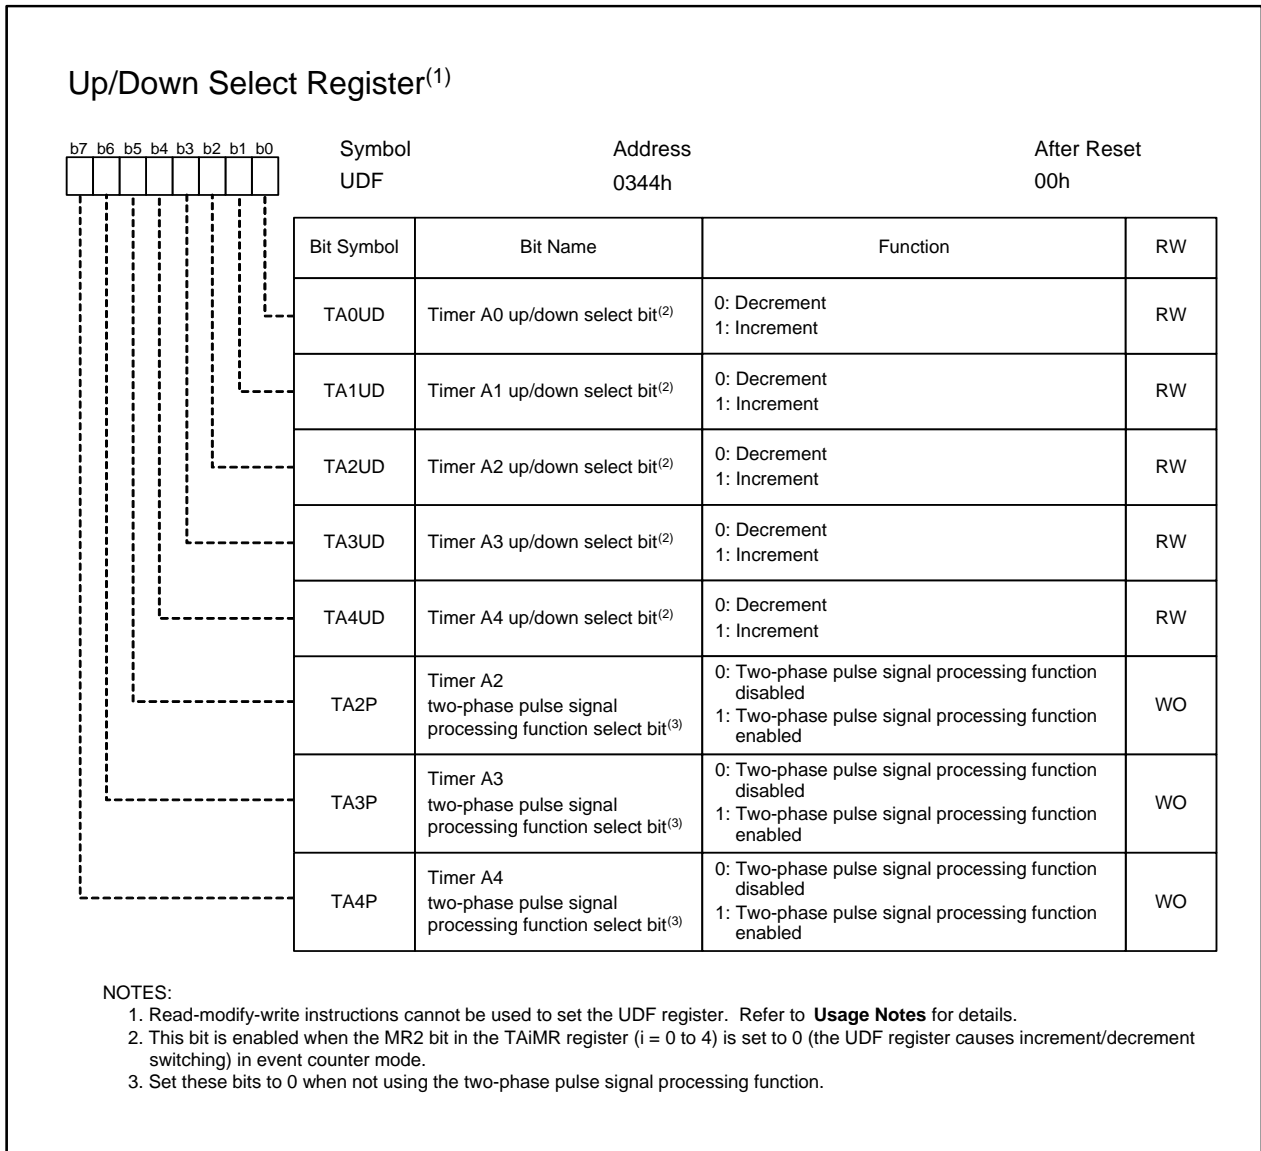 Up/Down Select Register(1)
b7 b6 b5 b4 b3 b2 b1 b0
Symbol Address After Reset
UDF 0344h 00h
Bit Symbol Bit Name Function RW
TA0UD Timer A0 up/down select bit(2) 0: Decrement
1: Increment RW
TA1UD Timer A1 up/down select bit(2) 0: Decrement
1: Increment RW
TA2UD Timer A2 up/down select bit(2) 0: Decrement
1: Increment RW
TA3UD Timer A3 up/down select bit(2) 0: Decrement
1: Increment RW
TA4UD Timer A4 up/down select bit(2) 0: Decrement
1: Increment RW
TA2P
Timer A2
two-phase pulse signal
processing function select bit(3)
0: Two-phase pulse signal processing function
disabled
1: Two-phase pulse signal processing function
enabled
WO
TA3P
Timer A3
two-phase pulse signal
processing function select bit(3)
0: Two-phase pulse signal processing function
disabled
1: Two-phase pulse signal processing function
enabled
WO
TA4P
Timer A4
two-phase pulse signal
processing function select bit(3)
0: Two-phase pulse signal processing function
disabled
1: Two-phase pulse signal processing function
enabled
WO
NOTES:
1. Read-modify-write instructions cannot be used to set the UDF register. Refer to Usage Notes for details.
2. This bit is enabled when the MR2 bit in the TAiMR register (i = 0 to 4) is set to 0 (the UDF register causes increment/decrement
switching) in event counter mode.
3. Set these bits to 0 when not using the two-phase pulse signal processing function.